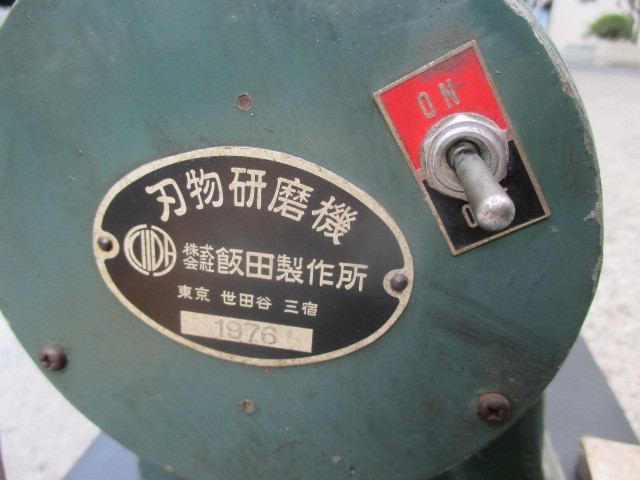 刃物研磨機
IIDA
株式会社 飯田製作所
東京 世田谷 三宿
1976
ON